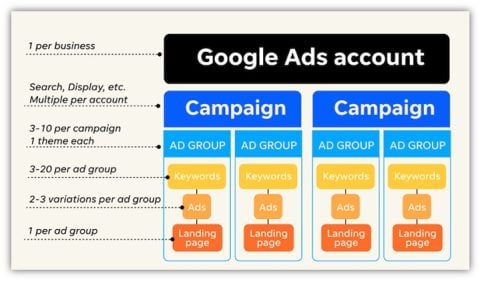 1 per business
Google Ads account
Search, Display, etc.
Multiple per account
Campaign Campaign
3-10 per campaign
1 theme each
AD GROUP AD GROUP AD GROUP AD GROUP
3-20 per ad group
Keywords Keywords Keywords Keywords
2-3 variations per ad group
Ads Ads Ads Ads
1 per ad group
Landing Landing Landing Landing
page page page page